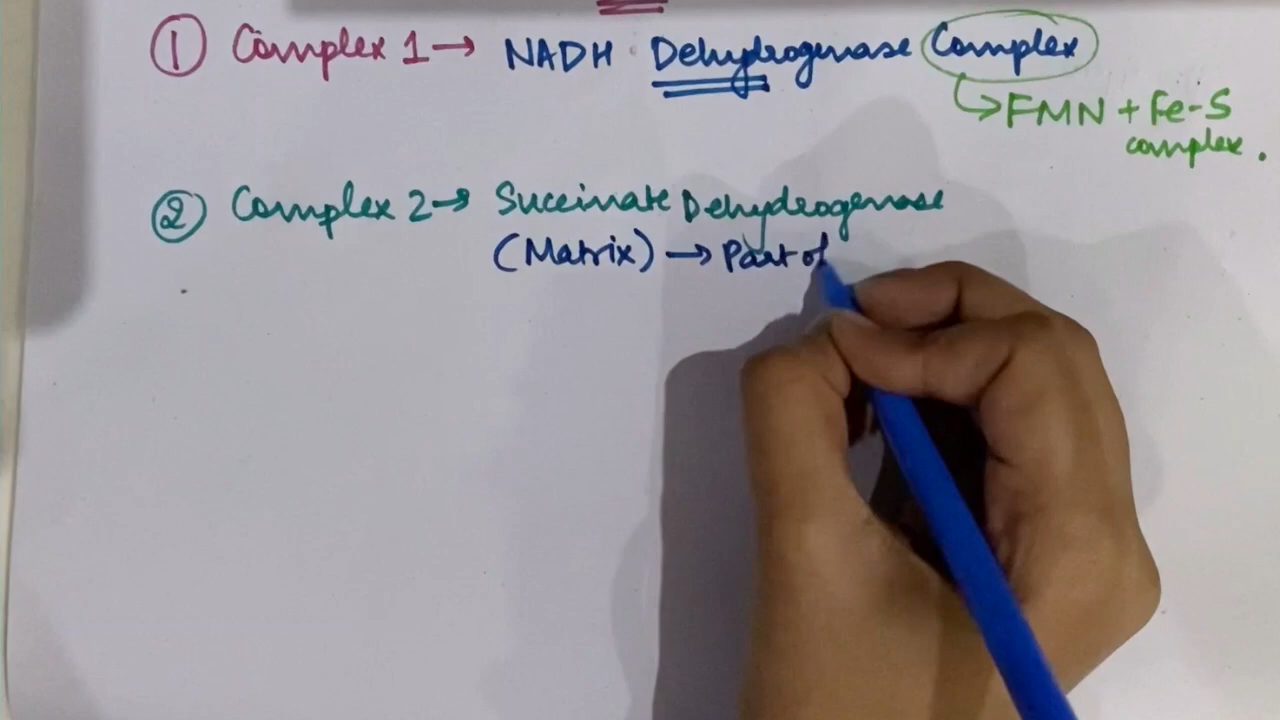 ① Complex 1 → NADH Dehydrogenase Complex
↳ FMN + Fe-S
complex.
② Complex 2 → Succinate Dehydrogenase
(Matrix) → Part of